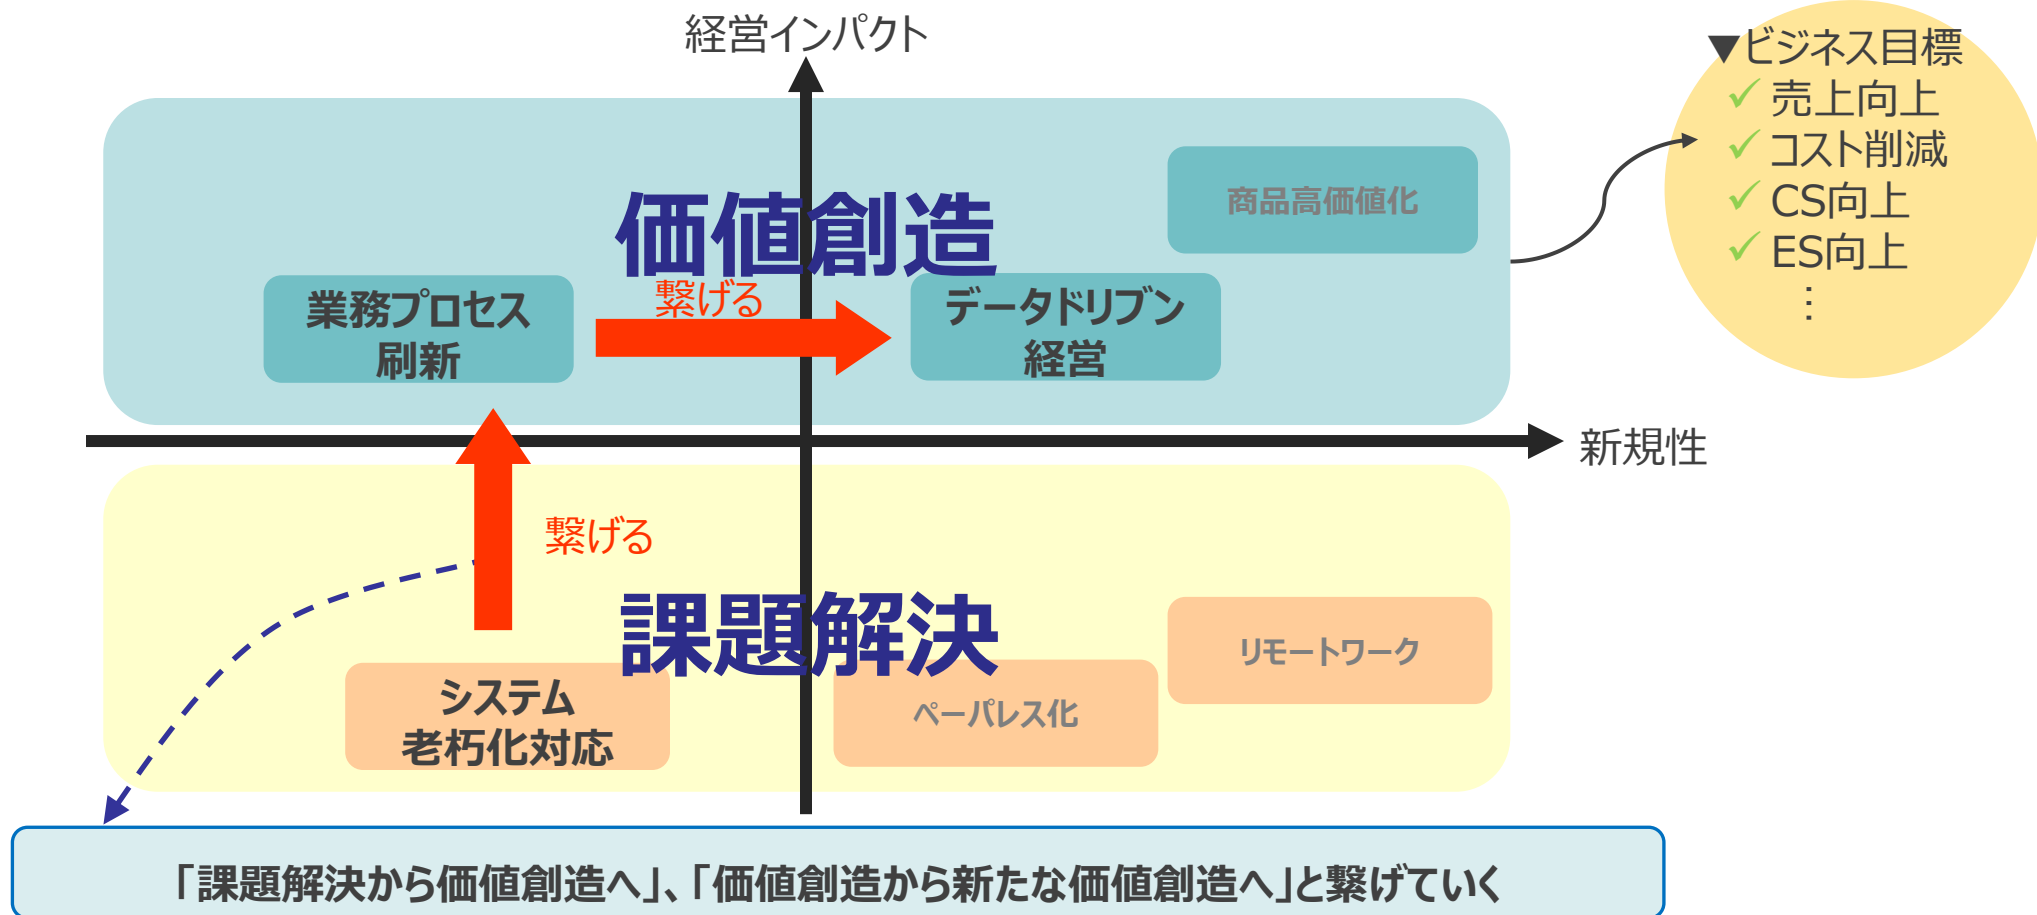 経営インパクト
▼ビジネス目標
✓売上向上
✓コスト削減
✓CS向上
✓ES向上
⋮
価値創造
商品高価値化
繋げる
業務プロセス
刷新
データドリブン
経営
新規性
繋げる
課題解決
リモートワーク
システム
老朽化対応
ペーパレス化
「課題解決から価値創造へ」、「価値創造から新たな価値創造へ」と繋げていく